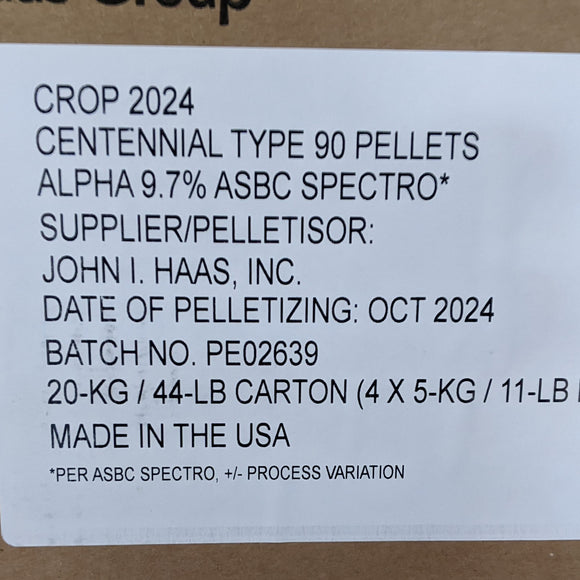 Group
CROP 2024
CENTENNIAL TYPE 90 PELLETS
ALPHA 9.7% ASBC SPECTRO*
SUPPLIER/PELLETISOR:
JOHN I. HAAS, INC.
DATE OF PELLETIZING: OCT 2024
BATCH NO. PE02639
20-KG / 44-LB CARTON (4 X 5-KG / 11-LB
MADE IN THE USA
*PER ASBC SPECTRO, +/- PROCESS VARIATION